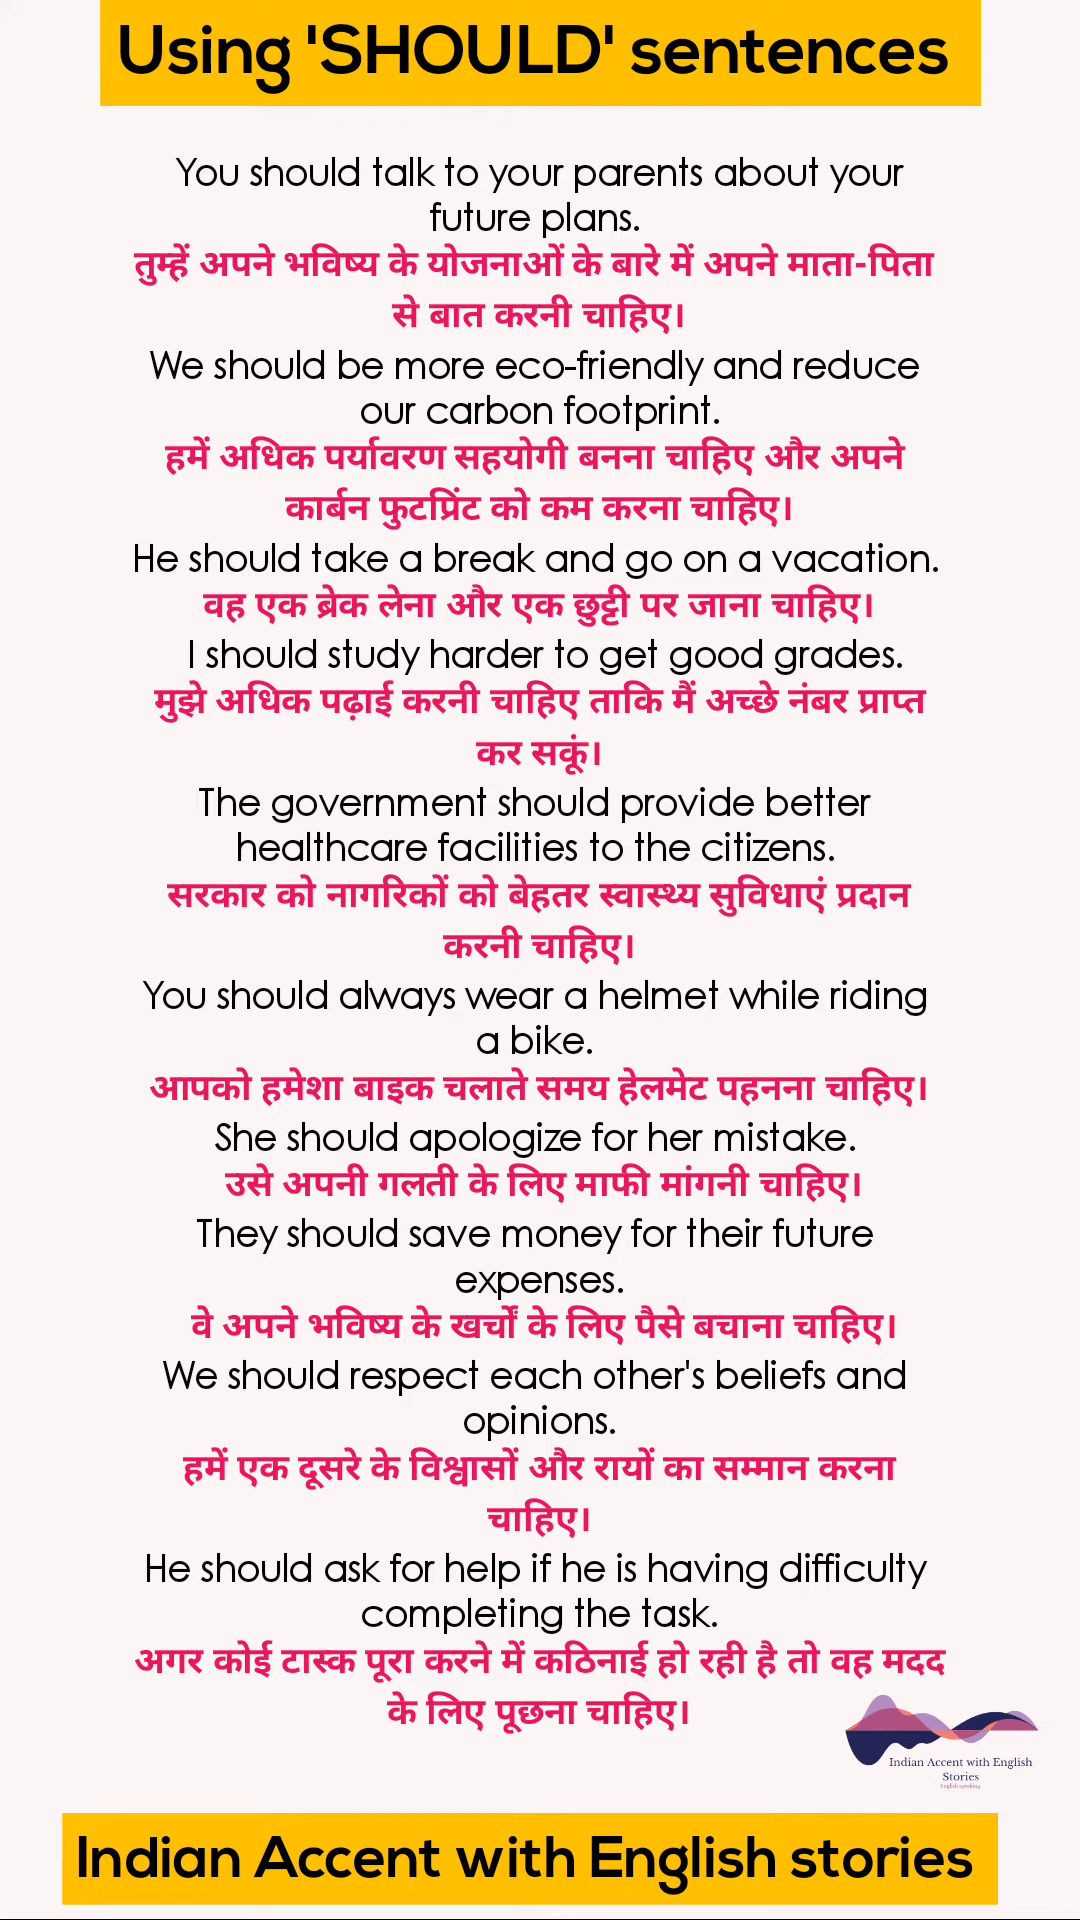 Using 'SHOULD' sentences
You should talk to your parents about your
future plans.
तुम्हें अपने भविष्य के योजनाओं के बारे में अपने माता-पिता
से बात करनी चाहिए।
We should be more eco-friendly and reduce
our carbon footprint.
हमें अधिक पर्यावरण सहयोगी बनना चाहिए और अपने
कार्बन फुटप्रिंट को कम करना चाहिए।
He should take a break and go on a vacation.
वह एक ब्रेक लेना और एक छुट्टी पर जाना चाहिए।
I should study harder to get good grades.
मुझे अधिक पढ़ाई करनी चाहिए ताकि मैं अच्छे नंबर प्राप्त
कर सकूं।
The government should provide better
healthcare facilities to the citizens.
सरकार को नागरिकों को बेहतर स्वास्थ्य सुविधाएं प्रदान
करनी चाहिए।
You should always wear a helmet while riding
a bike.
आपको हमेशा बाइक चलाते समय हेलमेट पहनना चाहिए।
She should apologize for her mistake.
उसे अपनी गलती के लिए माफी मांगनी चाहिए।
They should save money for their future
expenses.
वे अपने भविष्य के खर्चों के लिए पैसे बचाना चाहिए।
We should respect each other's beliefs and
opinions.
हमें एक दूसरे के विश्वासों और रायों का सम्मान करना
चाहिए।
He should ask for help if he is having difficulty
completing the task.
अगर कोई टास्क पूरा करने में कठिनाई हो रही है तो वह मदद
के लिए पूछना चाहिए।
Indian Accent with English
Stories
English speaking
Indian Accent with English stories